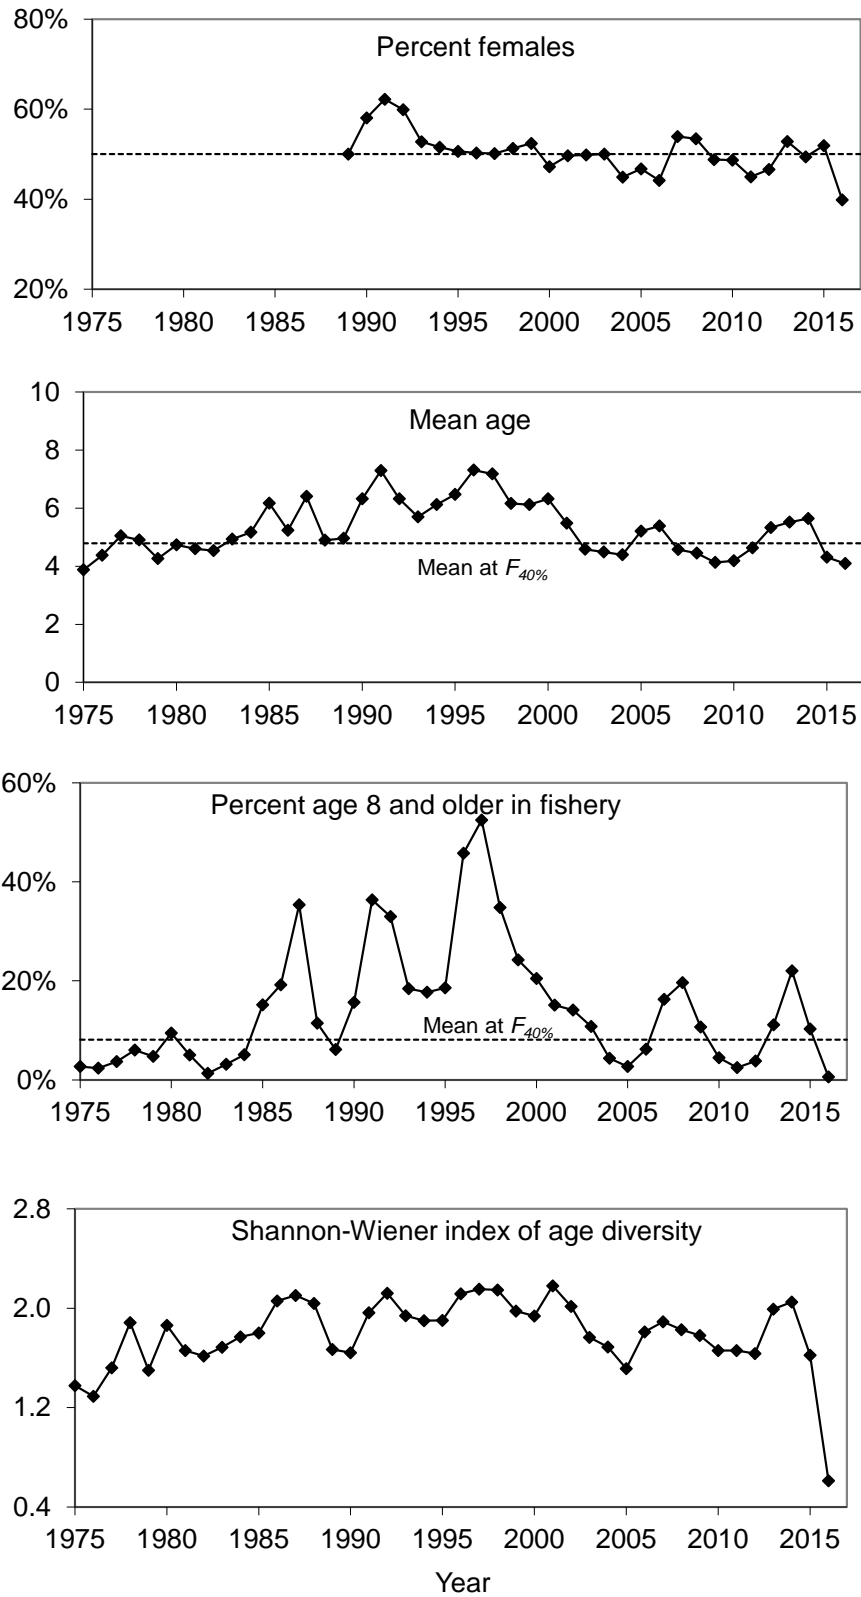 80%
Percent females
60%
40%
20%
1975 1980 1985 1990 1995 2000 2005 2010 2015
10
Mean age
8
6
4
Mean at F40%
2
0
1975 1980 1985 1990 1995 2000 2005 2010 2015
60%
Percent age 8 and older in fishery
40%
20%
Mean at F40%
0%
1975 1980 1985 1990 1995 2000 2005 2010 2015
2.8
Shannon-Wiener index of age diversity
2.0
1.2
0.4
1975 1980 1985 1990 1995 2000 2005 2010 2015
Year